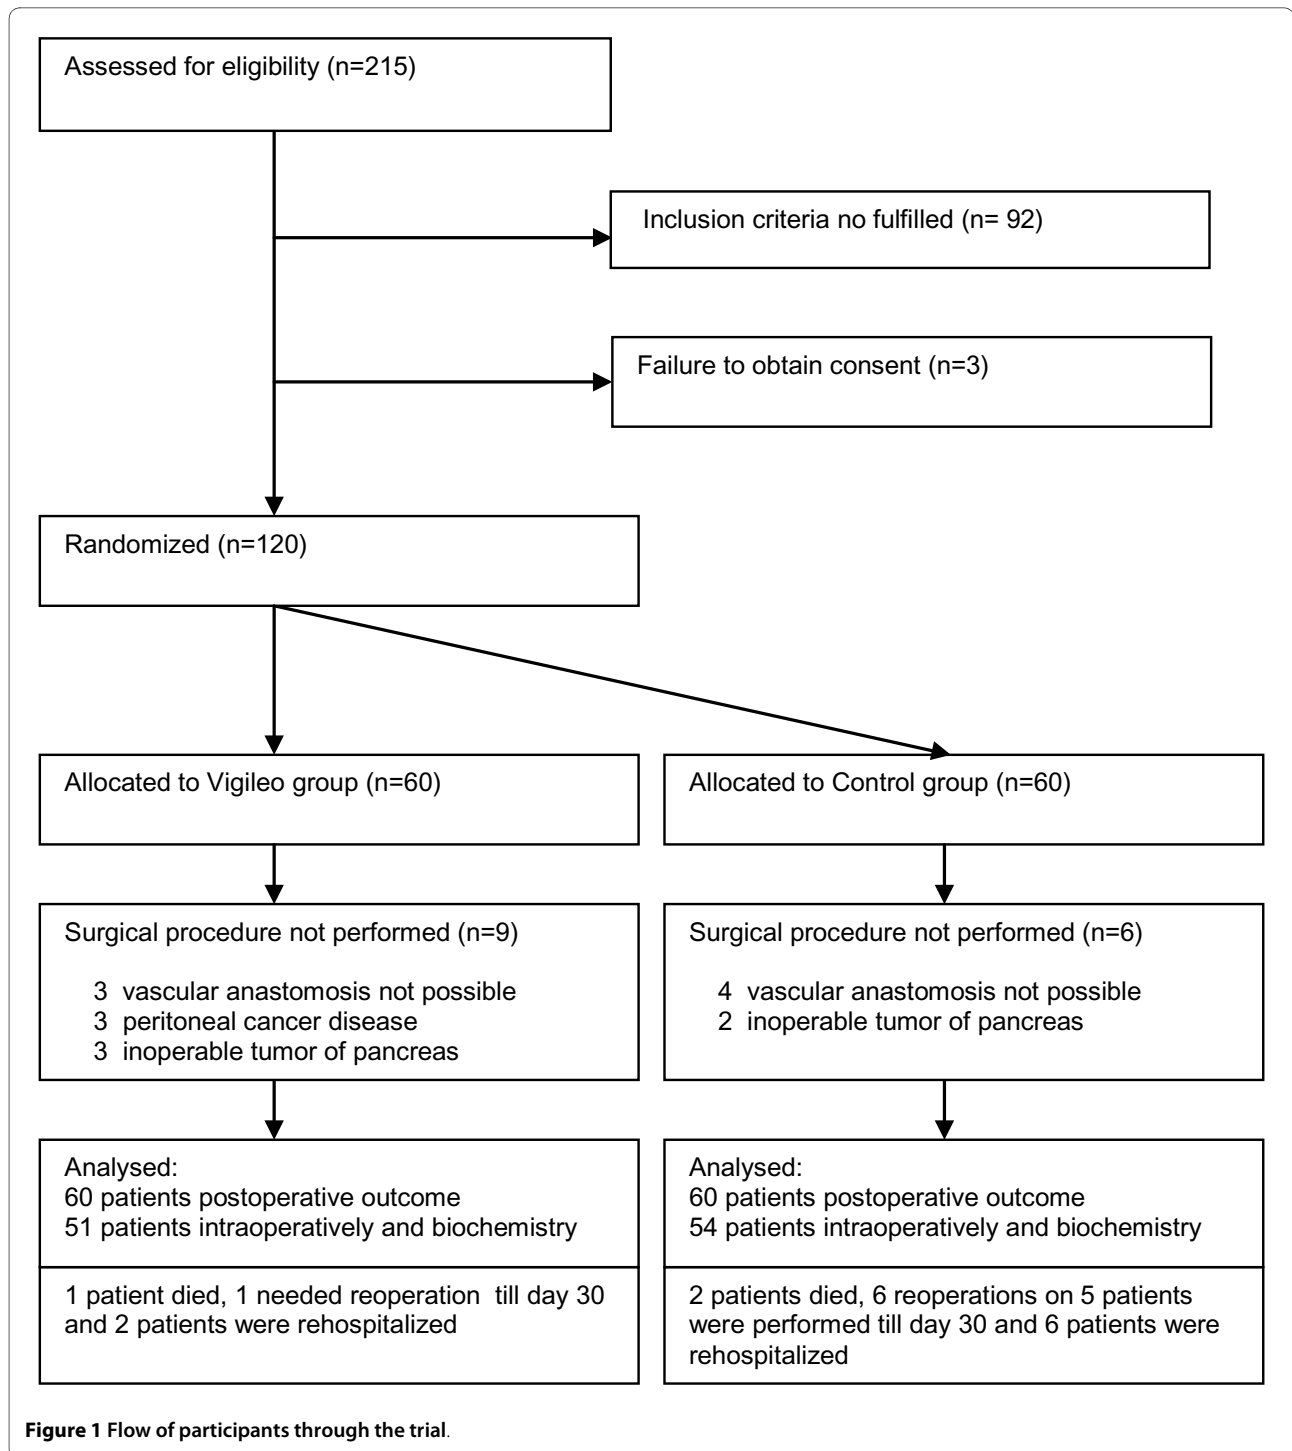 Assessed for eligibility (n=215)
Inclusion criteria no fulfilled (n= 92)
Failure to obtain consent (n=3)
Randomized (n=120)
Allocated to Vigileo group (n=60)
Allocated to Control group (n=60)
Surgical procedure not performed (n=9)
3 vascular anastomosis not possible
3 peritoneal cancer disease
3 inoperable tumor of pancreas
Surgical procedure not performed (n=6)
4 vascular anastomosis not possible
2 inoperable tumor of pancreas
Analysed:
60 patients postoperative outcome
51 patients intraoperatively and biochemistry
Analysed:
60 patients postoperative outcome
54 patients intraoperatively and biochemistry
1 patient died, 1 needed reoperation till day 30
and 2 patients were rehospitalized
2 patients died, 6 reoperations on 5 patients
were performed till day 30 and 6 patients were
rehospitalized
Figure 1 Flow of participants through the trial.